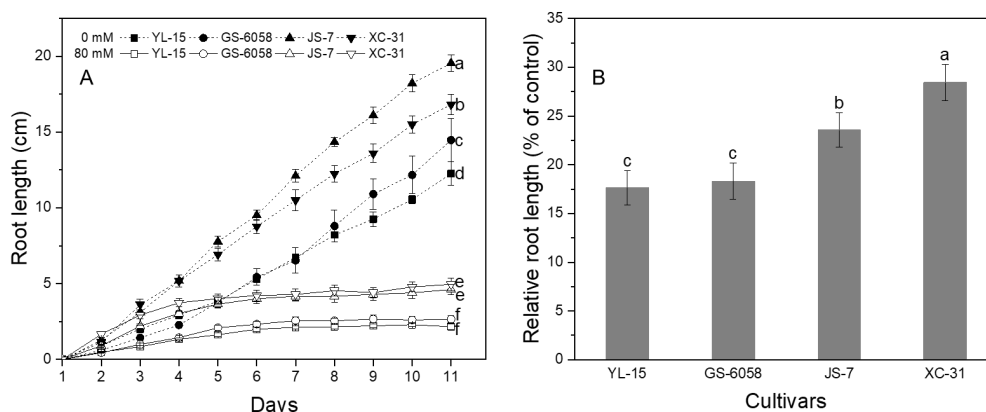 0 mM YL-15 GS-6058 JS-7 XC-31
80 mM YL-15 GS-6058 JS-7 XC-31
A
Root length (cm)
20
15
10
5
0
a
b
c
d
e
e
f
f
1 2 3 4 5 6 7 8 9 10 11
Days
B
Relative root length (% of control)
35
30
25
20
15
10
5
0
c
c
b
a
YL-15 GS-6058 JS-7 XC-31
Cultivars